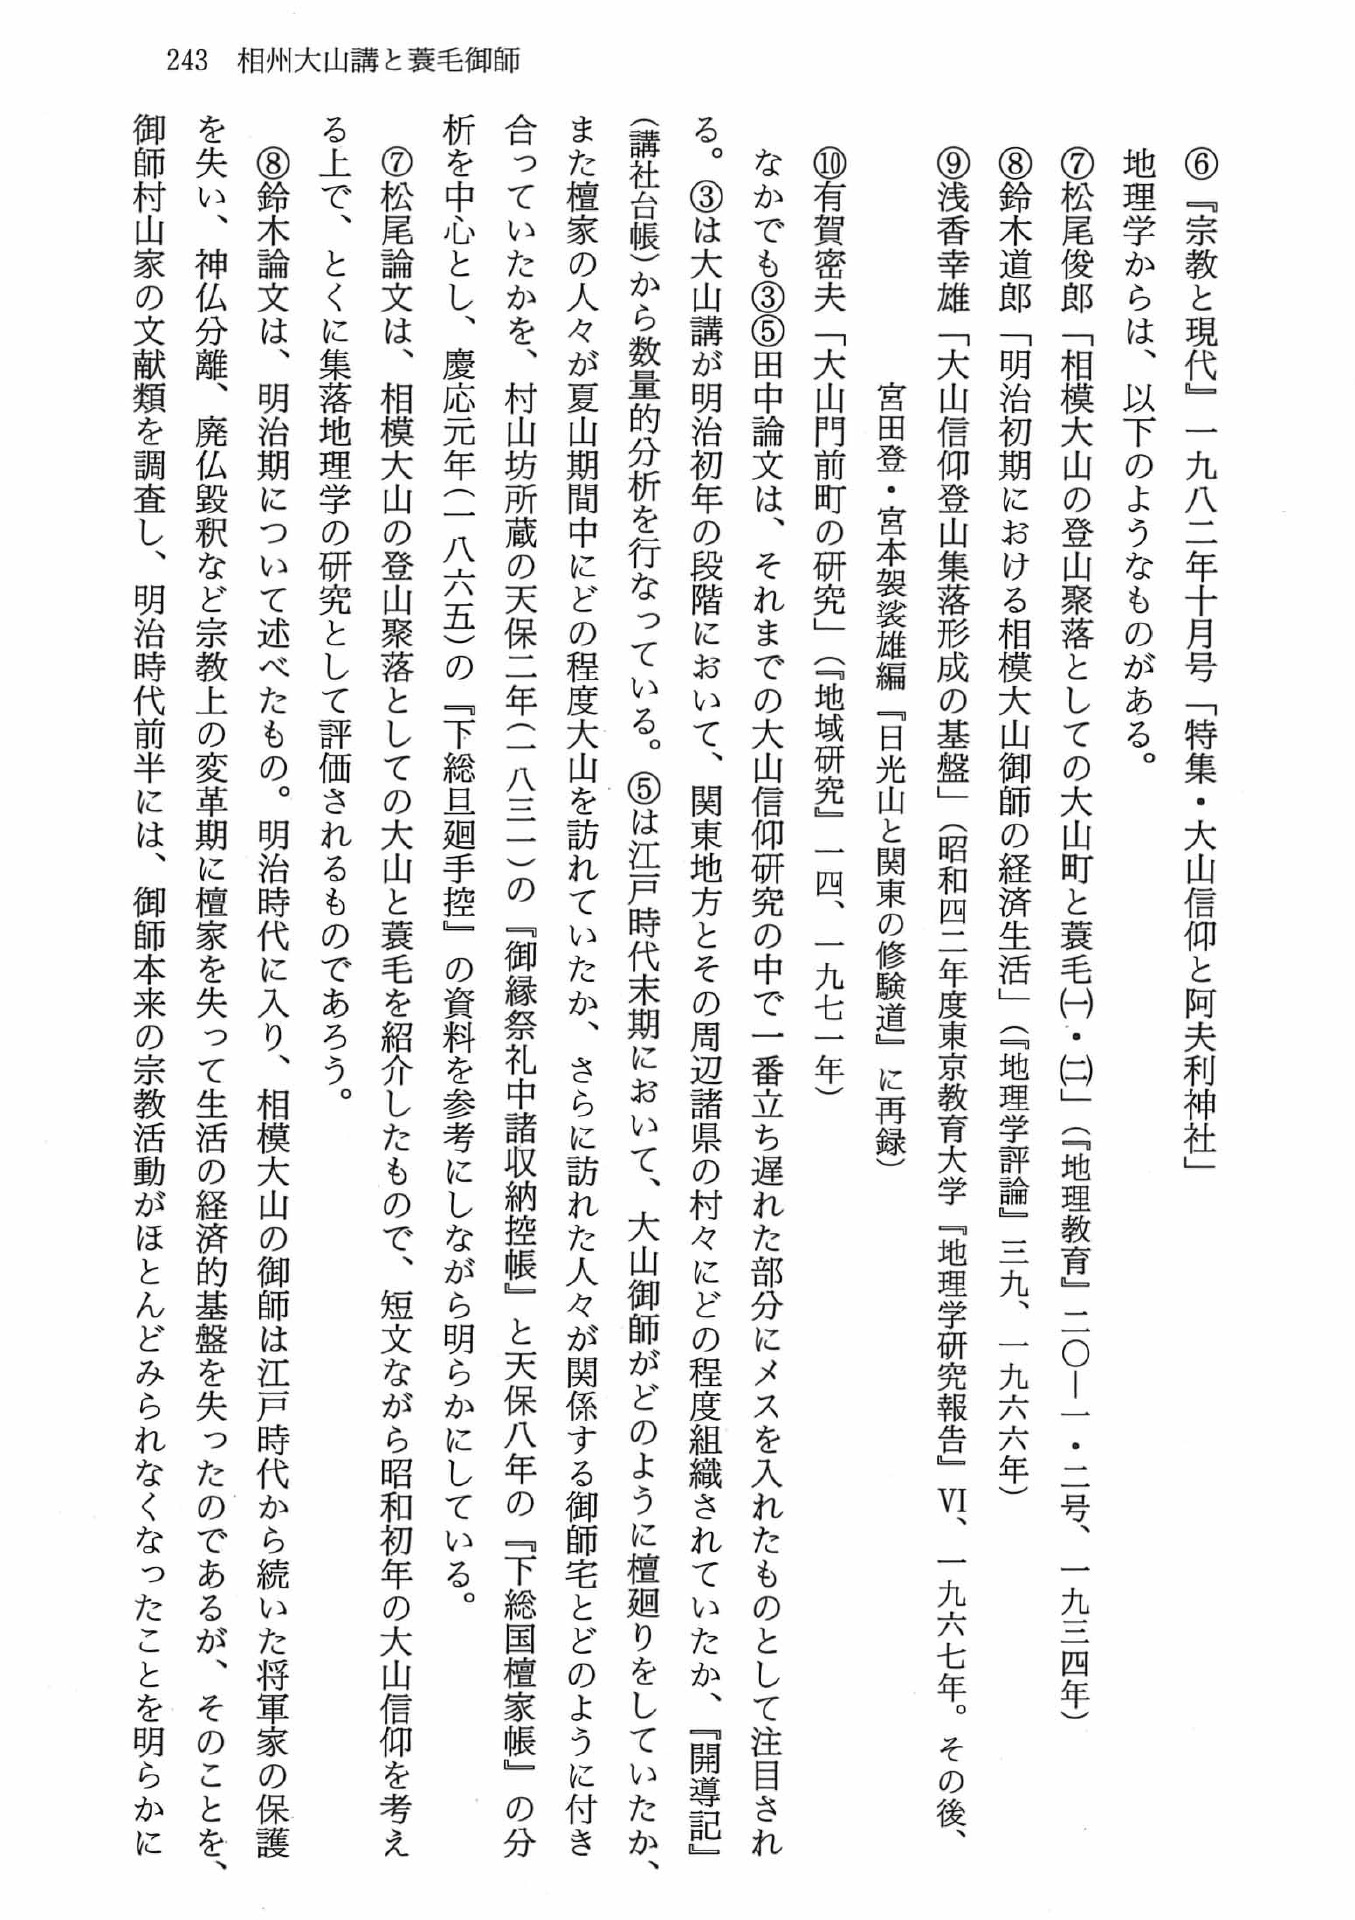 243　相州大山講と蓑毛御師
⑥『宗教と現代』一九八二年十月号「特集・大山信仰と阿夫利神社」
地理学からは、以下のようなものがある。
⑦松尾俊郎「相模大山の登山聚落としての大山町と蓑毛㈠・㈡」（『地理教育』二〇―一・二号、一九三四年）
⑧鈴木道郎「明治初期における相模大山御師の経済生活」（『地理学評論』三九、一九六六年）
⑨浅香幸雄「大山信仰登山集落形成の基盤」（昭和四二年度東京教育大学『地理学研究報告』Ⅵ、一九六七年。その後、
宮田登・宮本袈裟雄編『日光山と関東の修験道』に再録）
⑩有賀密夫「大山門前町の研究」（『地域研究』一四、一九七一年）
なかでも③⑤田中論文は、それまでの大山信仰研究の中で一番立ち遅れた部分にメスを入れたものとして注目され
る。③は大山講が明治初年の段階において、関東地方とその周辺諸県の村々にどの程度組織されていたか、『開導記』
（講社台帳）から数量的分析を行なっている。⑤は江戸時代末期において、大山御師がどのように檀廻りをしていたか、
また檀家の人々が夏山期間中にどの程度大山を訪れていたか、さらに訪れた人々が関係する御師宅とどのように付き
合っていたかを、村山坊所蔵の天保二年（一八三一）の『御縁祭礼中諸収納控帳』と天保八年の『下総国檀家帳』の分
析を中心とし、慶応元年（一八六五）の『下総旦廻手控』の資料を参考にしながら明らかにしている。
⑦松尾論文は、相模大山の登山聚落としての大山と蓑毛を紹介したもので、短文ながら昭和初年の大山信仰を考え
る上で、とくに集落地理学の研究として評価されるものであろう。
⑧鈴木論文は、明治期について述べたもの。明治時代に入り、相模大山の御師は江戸時代から続いた将軍家の保護
を失い、神仏分離、廃仏毀釈など宗教上の変革期に檀家を失って生活の経済的基盤を失ったのであるが、そのことを、
御師村山家の文献類を調査し、明治時代前半には、御師本来の宗教活動がほとんどみられなくなったことを明らかに